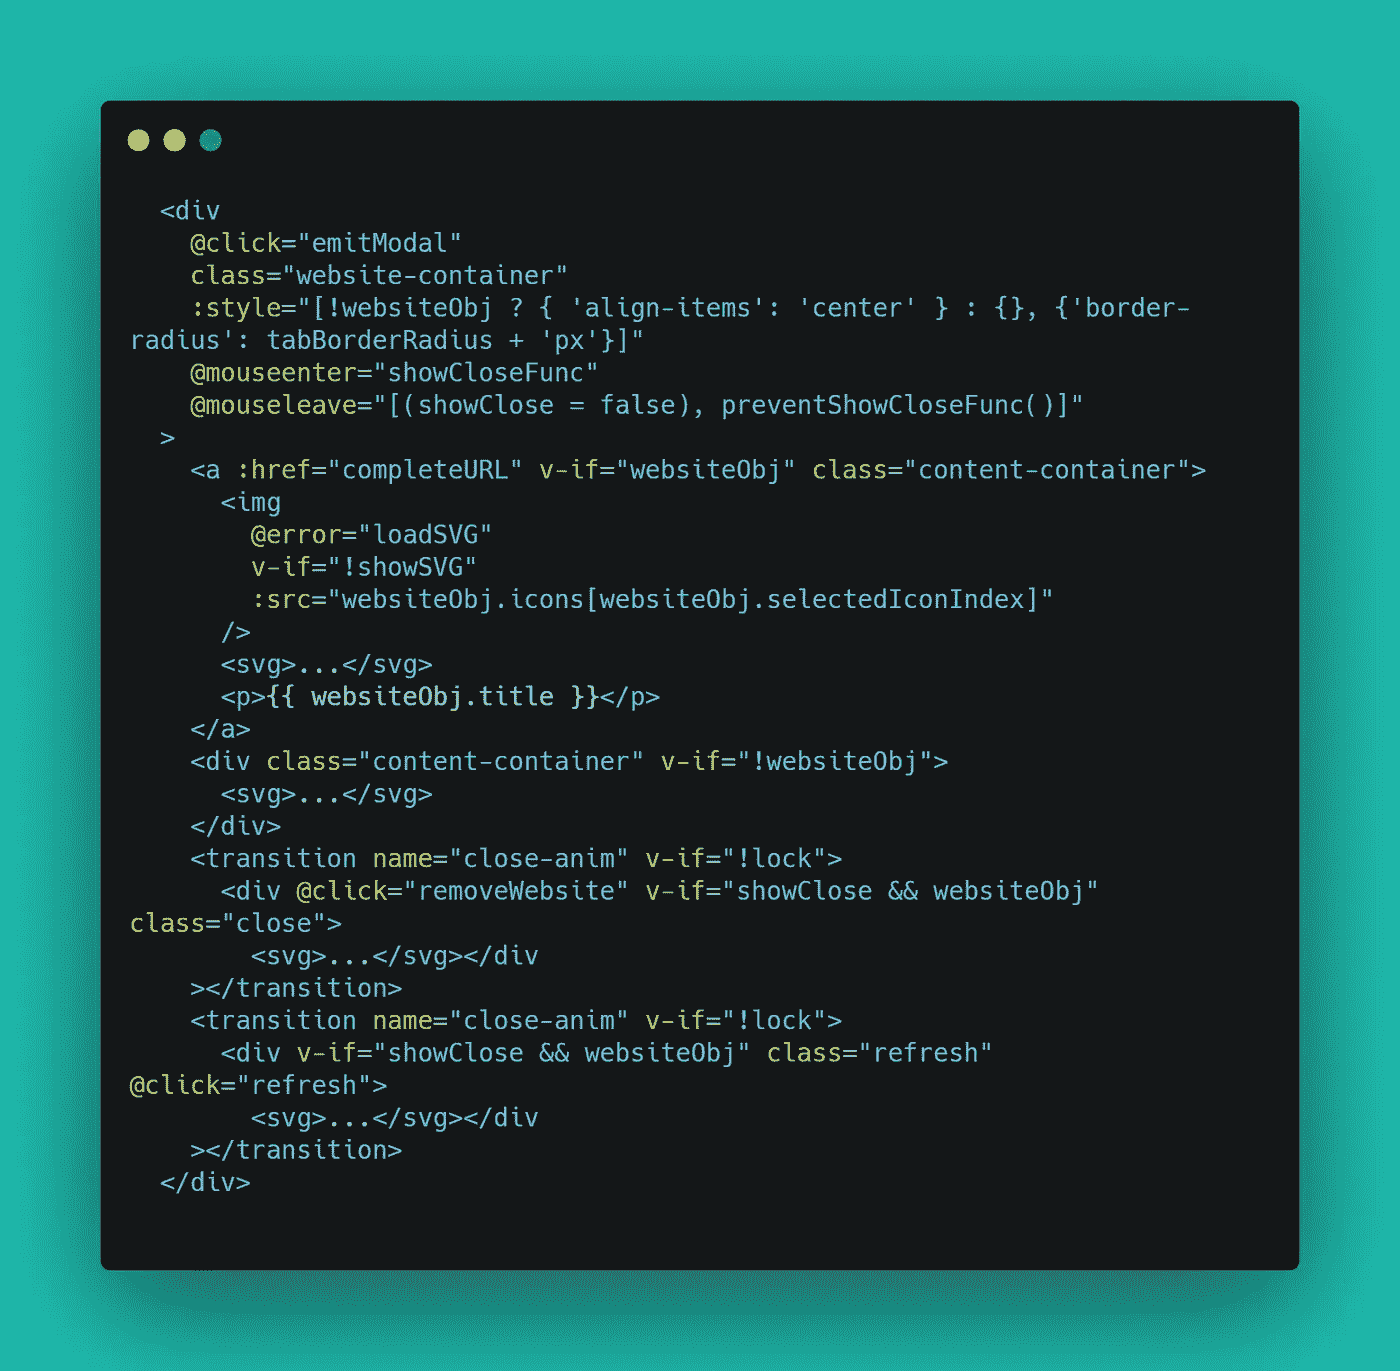 <div
@click="emitModal"
class="website-container"
:style="[!websiteObj ? { 'align-items': 'center' } : {}, {'border-
radius': tabBorderRadius + 'px'}]"
@mouseenter="showCloseFunc"
@mouseleave="[(showClose = false), preventShowCloseFunc()]"
>
<a :href="completeURL" v-if="websiteObj" class="content-container">
<img
@error="loadSVG"
v-if="!showSVG"
:src="websiteObj.icons[websiteObj.selectedIconIndex]"
/>
<svg>...</svg>
<p>{{ websiteObj.title }}</p>
</a>
<div class="content-container" v-if="!websiteObj">
<svg>...</svg>
</div>
<transition name="close-anim" v-if="!lock">
<div @click="removeWebsite" v-if="showClose && websiteObj"
class="close">
<svg>...</svg></div
></transition>
<transition name="close-anim" v-if="!lock">
<div v-if="showClose && websiteObj" class="refresh"
@click="refresh">
<svg>...</svg></div
></transition>
</div>